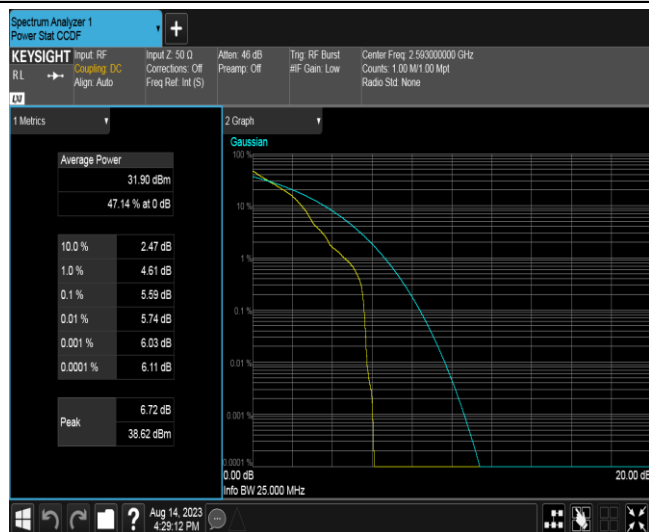 Spectrum Analyzer 1
Power Stat CCDF
+
KEYSIGHT
RL
LXI
Input: RF
Coupling: DC
Align: Auto
Input Z: 50 Ω
Corrections: Off
Freq Ref: Int (S)
Atten: 46 dB
Preamp: Off
Trig: RF Burst
#IF Gain: Low
Center Freq: 2.593000000 GHz
Counts: 1.00 M/1.00 Mpt
Radio Std: None
1 Metrics
Average Power
31.90 dBm
47.14 % at 0 dB
10.0 % 2.47 dB
1.0 % 4.61 dB
0.1 % 5.59 dB
0.01 % 5.74 dB
0.001 % 6.03 dB
0.0001 % 6.11 dB
Peak
6.72 dB
38.62 dBm
2 Graph
Gaussian
100 %
10 %
1 %
0.1 %
0.01 %
0.001 %
0.0001 %
0.00 dB
20.00 dB
Info BW 25.000 MHz
?
Aug 14, 2023
4:29:12 PM